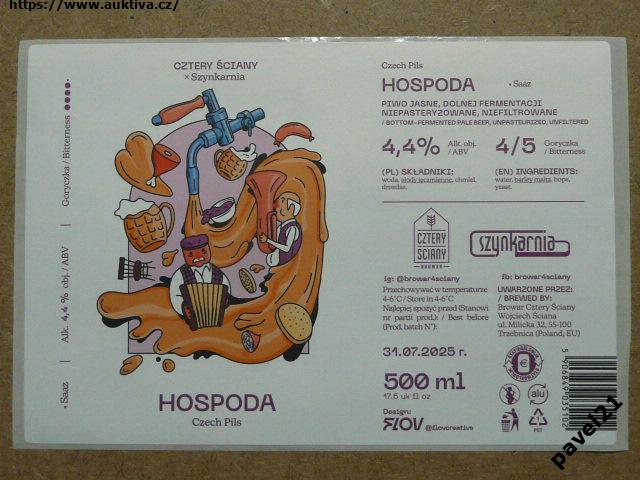 https://www.auktiva.cz/
CZTERY ŚCIANY
× Szynkarnia
Goryczka / Bitterness
Alk. 4,4 % obj. / ABV
• Saaz
HOSPODA
Czech Pils
Czech Pils
HOSPODA
• Saaz
PIWO JASNE, DOLNEJ FERMENTACJI
NIEPASTERYZOWANE, NIEFILTROWANE
/ BOTTOM-FERMENTED PALE BEER, UNPASTEURIZED, UNFILTERED
4,4% Alk. obj. / ABV
4/5 Goryczka / Bitterness
(PL) SKŁADNIKI:
woda, słody jęczmienne, chmiel,
drożdże.
(EN) INGREDIENTS:
water, barley malts, hops,
yeast.
CZTERY
ŚCIANY
BROWAR
Szynkarnia
ig: @browar4sciany
fb: browar4sciany
Przechowywać w temperaturze
4-6°C / Store in 4-6°C
Najlepiej spożyć przed (Stanowi
nr partii prod.): / Best before
(Prod. batch N°):
UWARZONE PRZEZ:
/ BREWED BY:
Browar Cztery Ściany
Wojciech Ściana
ul. Milicka 32, 55-100
Trzebnica (Poland, EU)
31.07.2025 r.
500 ml
17.6 uk fl oz
Design:
FLOV @flovcreative
alu
1
PET
5 906849 035102
pavel21